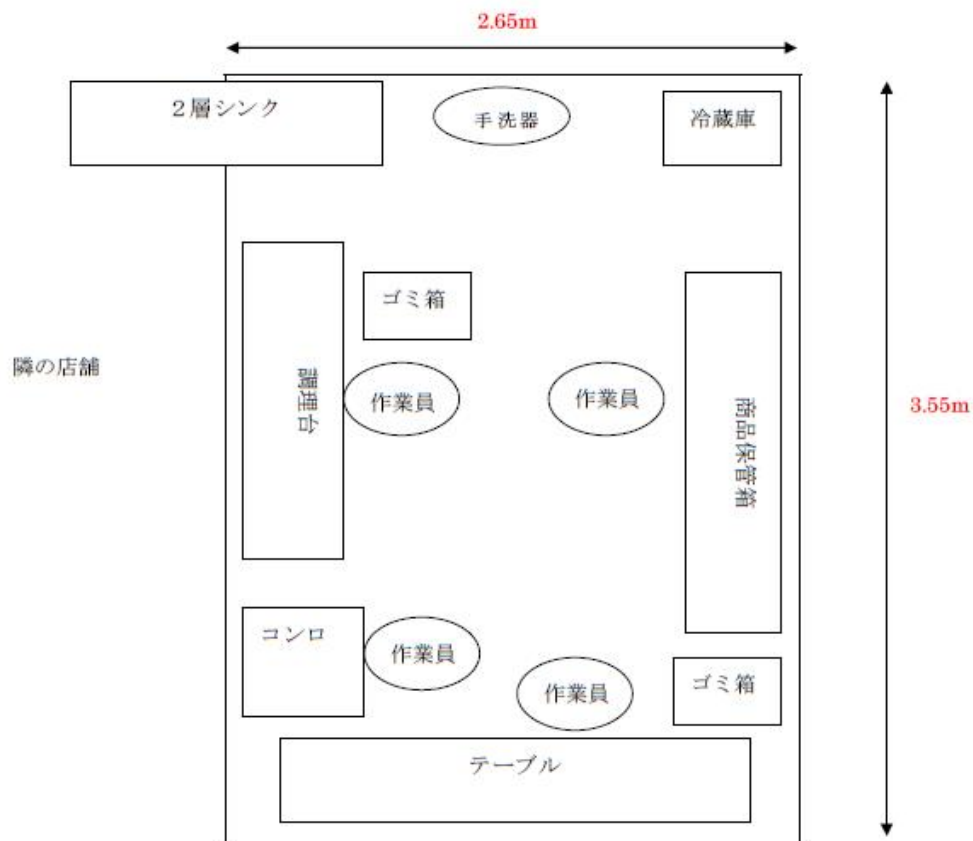 2.65m
2層シンク
手洗器
冷蔵庫
ゴミ箱
隣の店舗
調理台
作業員
作業員
商品保管箱
3.55m
コンロ
作業員
作業員
ゴミ箱
テーブル